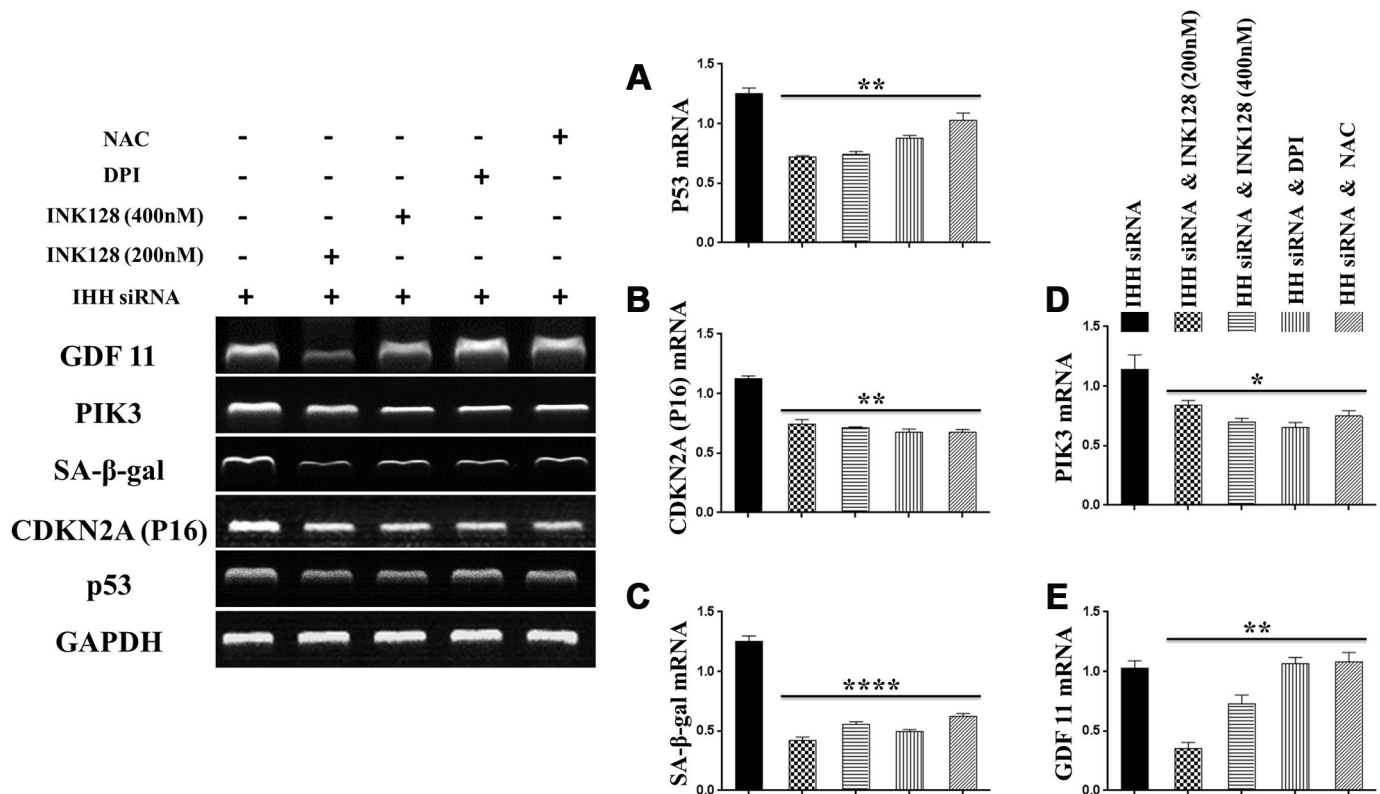 NAC - - - - +
DPI - - - + -
INK128 (400nM) - - + - -
INK128 (200nM) - + - - -
IHH siRNA + + + + +
GDF 11
PIK3
SA-β-gal
CDKN2A (P16)
p53
GAPDH
A
P53 mRNA
1.5
1.0
0.5
0.0
**
B
CDKN2A (P16) mRNA
1.5
1.0
0.5
0.0
**
C
SA-β-gal mRNA
1.5
1.0
0.5
0.0
****
IHH siRNA
IHH siRNA & INK128 (200nM)
HH siRNA & INK128 (400nM)
HH siRNA & DPI
HH siRNA & NAC
D
PIK3 mRNA
1.5
1.0
0.5
0.0
*
E
GDF 11 mRNA
1.5
1.0
0.5
0.0
**